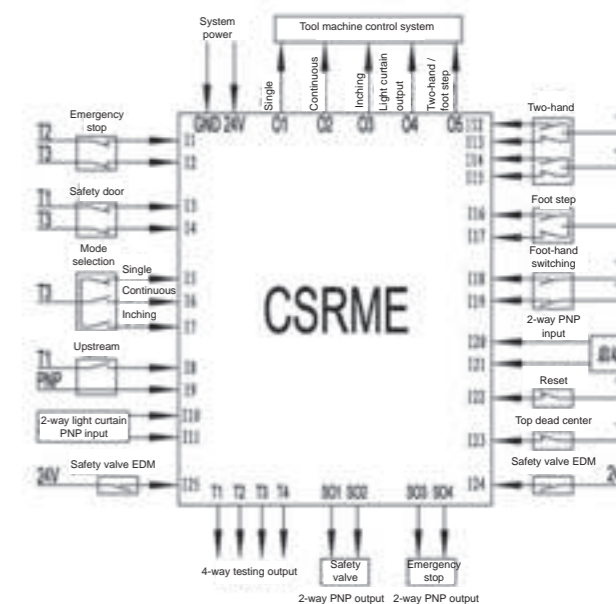 System
power
Tool machine control system
Single
Continuous
Inching
Light curtain
output
Two-hand /
foot step
GND 24V O1 O2 O3 O4 O5
Emergency
stop
T2
T3
I1
I2
Safety door
T1
T3
I3
I4
Mode
selection
T3
Single
Continuous
Inching
I5
I6
I7
Upstream
T1
PNP
I8
I9
2-way light curtain
PNP input
I10
I11
Safety valve EDM
24V
I25
CSRME
Two-hand
I12
I13
I14
I15
Foot step
I16
I17
Foot-hand
switching
I18
I19
2-way PNP
input
I20
I21
Reset
I22
Top dead center
I23
Safety valve EDM
I24
T1 T2 T3 T4 SO1 SO2 SO3 SO4
4-way testing output
Safety
valve
Emergency
stop
2-way PNP output 2-way PNP output